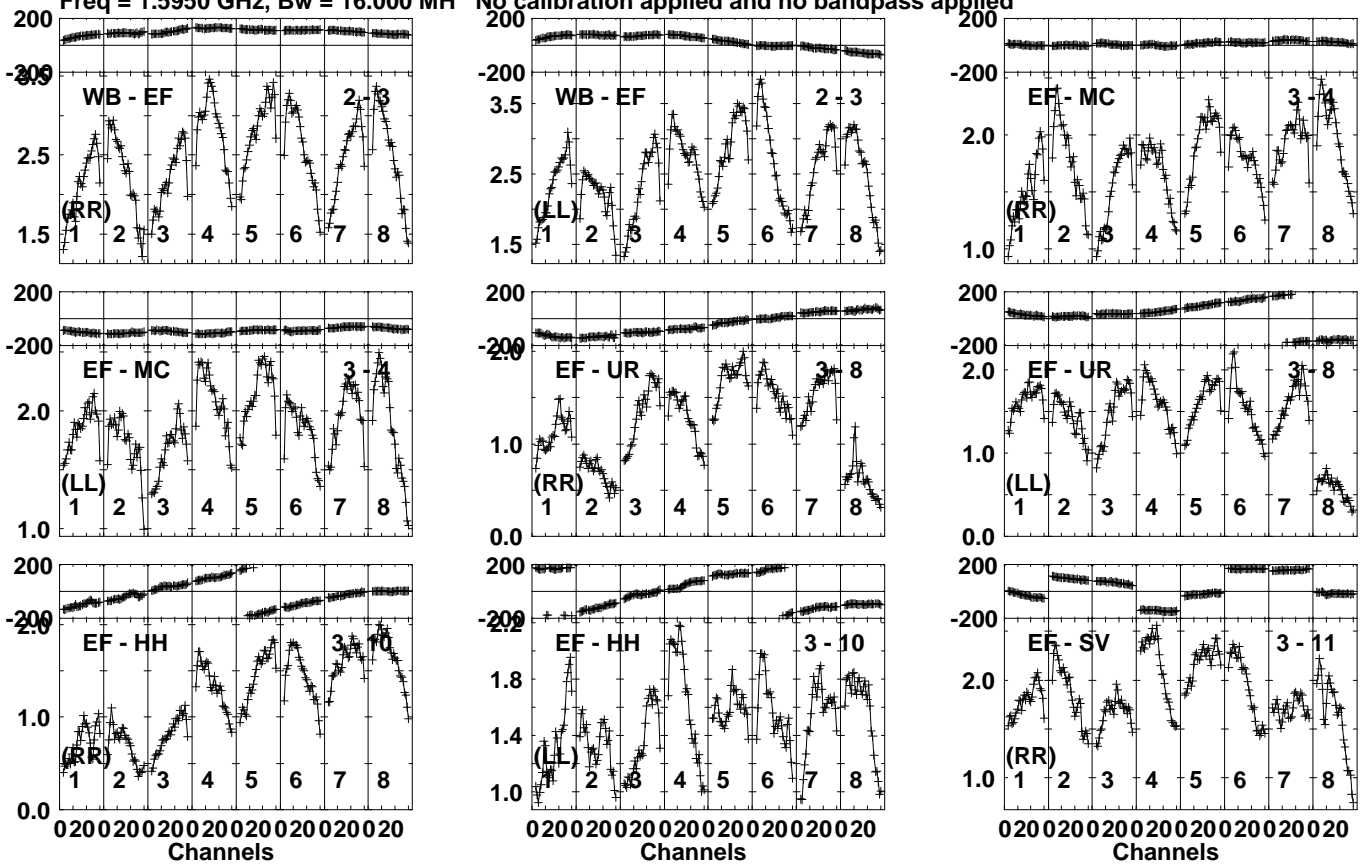 Freq = 1.5950 GHz, Bw = 16.000 MH No calibration applied and no bandpass applied
200
-200
3.5
2.5
1.5
WB - EF 2 - 3
(RR)
1 2 3 4 5 6 7 8
200
-200
3.5
2.5
1.5
WB - EF 2 - 3
(LL)
1 2 3 4 5 6 7 8
200
-200
2.0
1.0
EF - MC 3 - 4
(RR)
1 2 3 4 5 6 7 8
200
-200
2.0
1.0
EF - MC 3 - 4
(LL)
1 2 3 4 5 6 7 8
200
-200
2.0
1.0
0.0
EF - UR 3 - 8
(RR)
1 2 3 4 5 6 7 8
200
-200
2.0
1.0
0.0
EF - UR 3 - 8
(LL)
1 2 3 4 5 6 7 8
200
-200
2.0
1.0
0.0
EF - HH 3 - 10
(RR)
1 2 3 4 5 6 7 8
020020020020020020020020
Channels
200
-200
2.2
1.8
1.4
1.0
EF - HH 3 - 10
(LL)
1 2 3 4 5 6 7 8
020020020020020020020020
Channels
200
-200
2.0
1.0
EF - SV 3 - 11
(RR)
1 2 3 4 5 6 7 8
020020020020020020020020
Channels